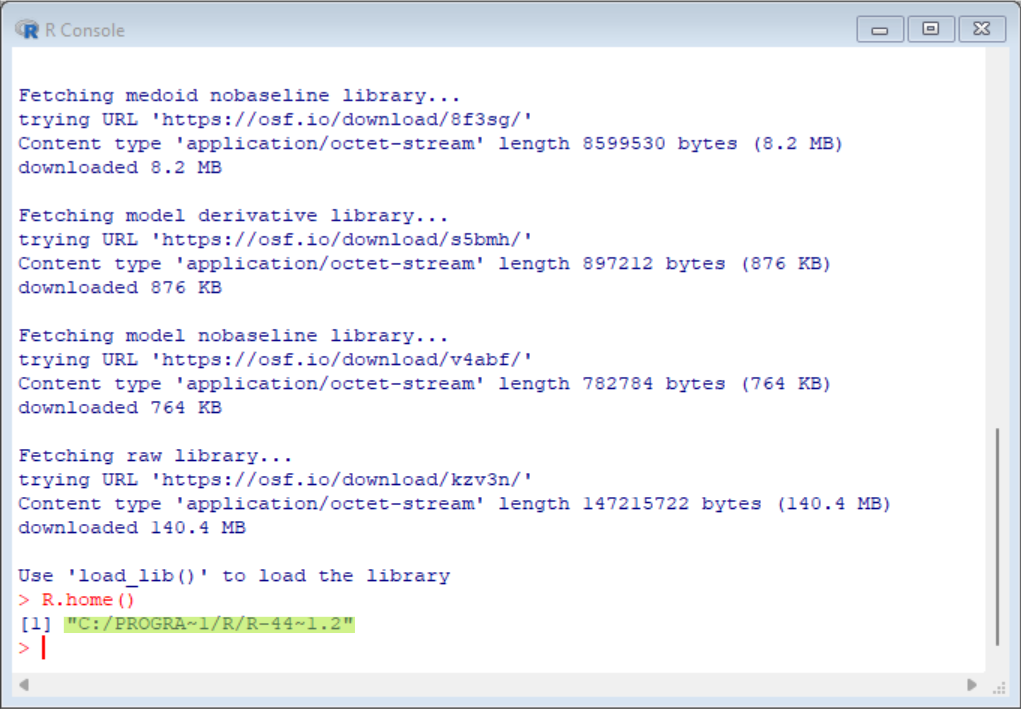 R Console
Fetching medoid nobaseline library...
trying URL 'https://osf.io/download/8f3sg/'
Content type 'application/octet-stream' length 8599530 bytes (8.2 MB)
downloaded 8.2 MB
Fetching model derivative library...
trying URL 'https://osf.io/download/s5bmh/'
Content type 'application/octet-stream' length 897212 bytes (876 KB)
downloaded 876 KB
Fetching model nobaseline library...
trying URL 'https://osf.io/download/v4abf/'
Content type 'application/octet-stream' length 782784 bytes (764 KB)
downloaded 764 KB
Fetching raw library...
trying URL 'https://osf.io/download/kzv3n/'
Content type 'application/octet-stream' length 147215722 bytes (140.4 MB)
downloaded 140.4 MB
Use 'load_lib()' to load the library
> R.home()
[1] "C:/PROGRA~1/R/R-44~1.2"
>